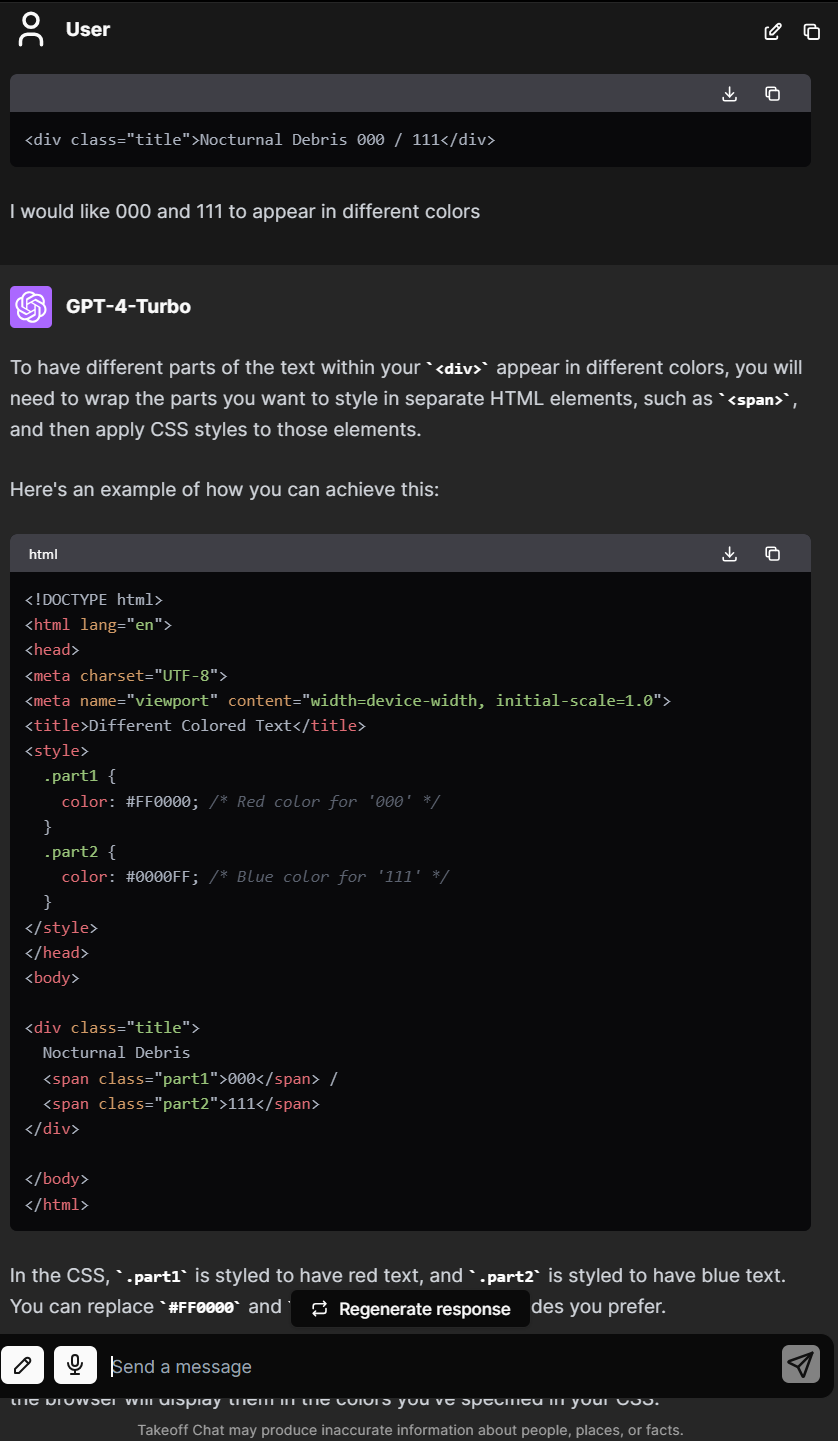 User
<div class="title">Nocturnal Debris 000 / 111</div>
I would like 000 and 111 to appear in different colors
GPT-4-Turbo
To have different parts of the text within your `<div>` appear in different colors, you will
need to wrap the parts you want to style in separate HTML elements, such as `<span>`,
and then apply CSS styles to those elements.
Here's an example of how you can achieve this:
html
<!DOCTYPE html>
<html lang="en">
<head>
<meta charset="UTF-8">
<meta name="viewport" content="width=device-width, initial-scale=1.0">
<title>Different Colored Text</title>
<style>
  .part1 {
    color: #FF0000; /* Red color for '000' */
  }
  .part2 {
    color: #0000FF; /* Blue color for '111' */
  }
</style>
</head>
<body>
<div class="title">
  Nocturnal Debris
  <span class="part1">000</span> /
  <span class="part2">111</span>
</div>
</body>
</html>
In the CSS, `.part1` is styled to have red text, and `.part2` is styled to have blue text.
You can replace `#FF0000` and ` Regenerate response des you prefer.
Send a message
the browser will display them in the colors you've specified in your CSS.
Takeoff Chat may produce inaccurate information about people, places, or facts.